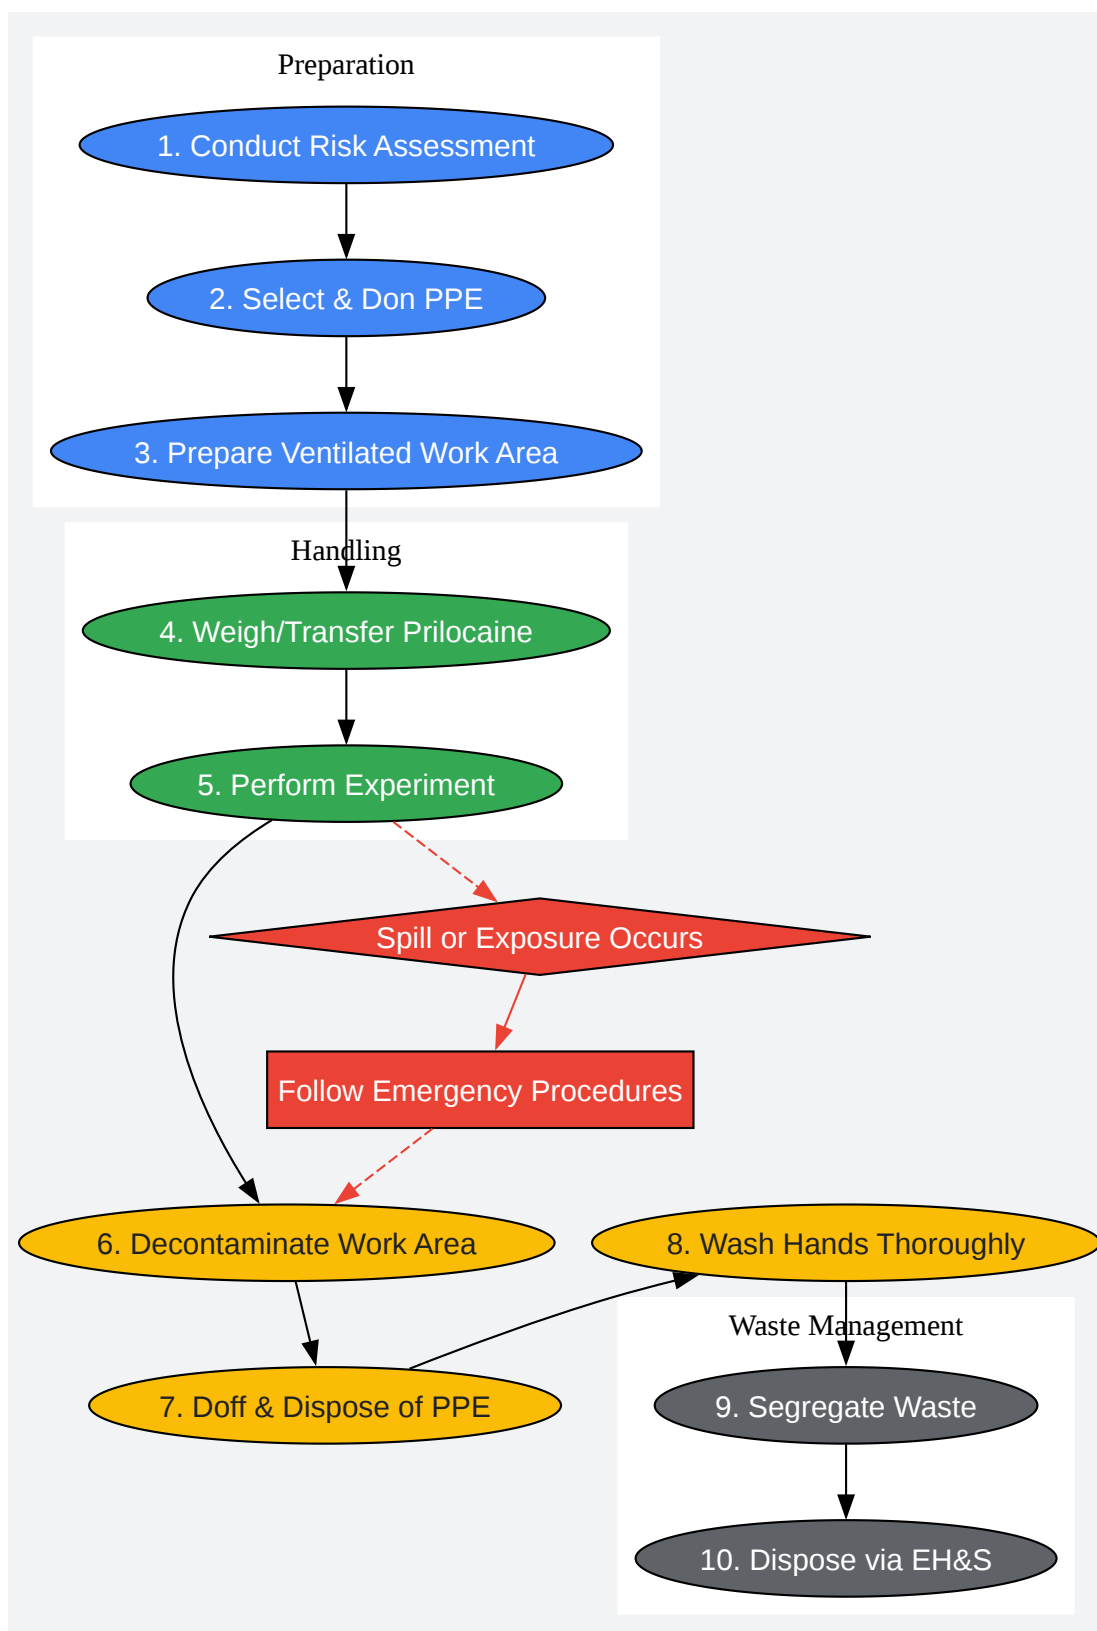 Preparation
1. Conduct Risk Assessment
2. Select & Don PPE
3. Prepare Ventilated Work Area
Handling
4. Weigh/Transfer Prilocaine
5. Perform Experiment
Spill or Exposure Occurs
Follow Emergency Procedures
6. Decontaminate Work Area
7. Doff & Dispose of PPE
8. Wash Hands Thoroughly
Waste Management
9. Segregate Waste
10. Dispose via EH&S